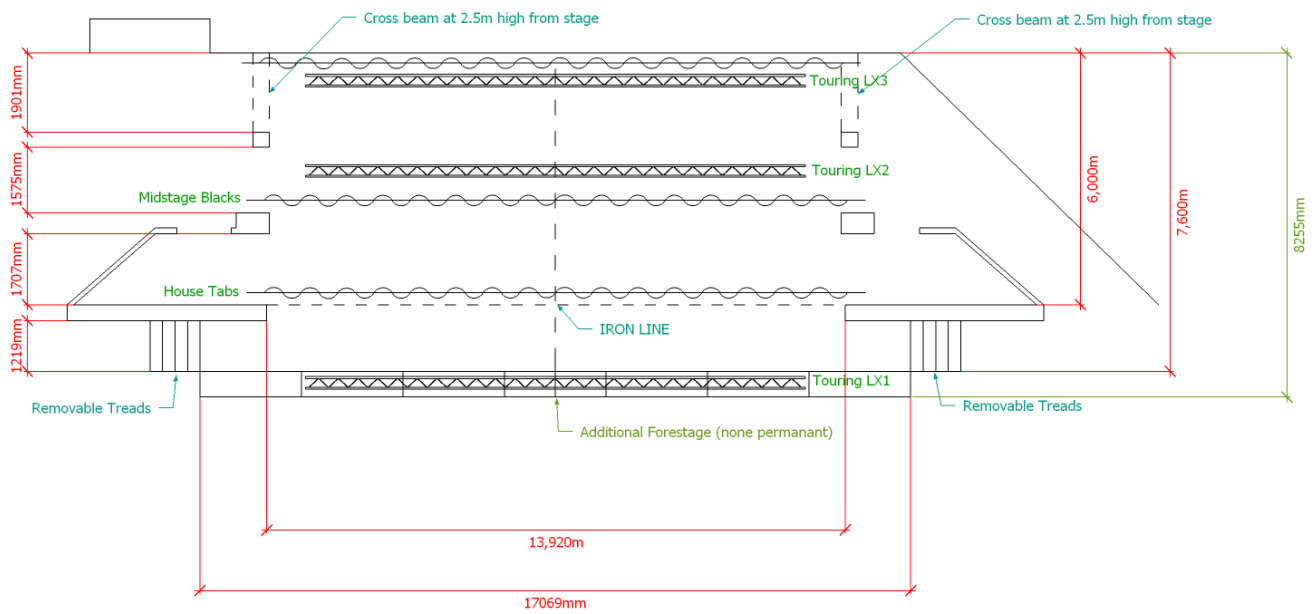 Cross beam at 2.5m high from stage
Cross beam at 2.5m high from stage
Touring LX3
1901mm
Touring LX2
1575mm
Midstage Blacks
6,000m
7,600m
8255mm
1707mm
House Tabs
IRON LINE
1219mm
Touring LX1
Removable Treads
Removable Treads
Additional Forestage (none permanant)
13,920m
17069mm